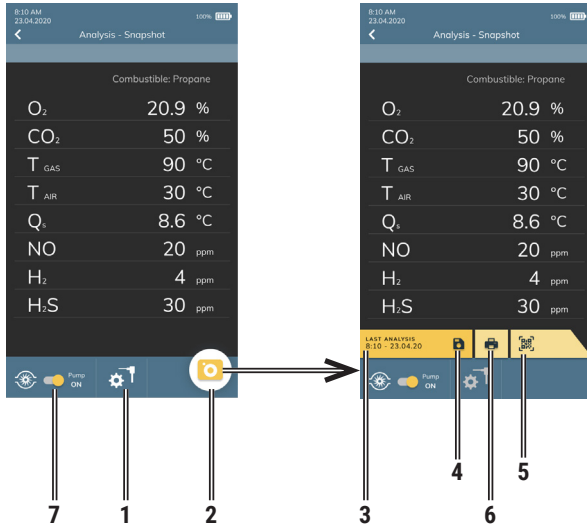 8:10 AM
23.04.2020
100%
Analysis - Snapshot
Combustible: Propane
O₂ 20.9 %
CO₂ 50 %
T GAS 90 °C
T AIR 30 °C
Qs 8.6 °C
NO 20 ppm
H₂ 4 ppm
H₂S 30 ppm
Pump
ON
7
1
2
8:10 AM
23.04.2020
100%
Analysis - Snapshot
Combustible: Propane
O₂ 20.9 %
CO₂ 50 %
T GAS 90 °C
T AIR 30 °C
Qs 8.6 °C
NO 20 ppm
H₂ 4 ppm
H₂S 30 ppm
LAST ANALYSIS
8:10 - 23.04.20
Pump
ON
4
5
3
6